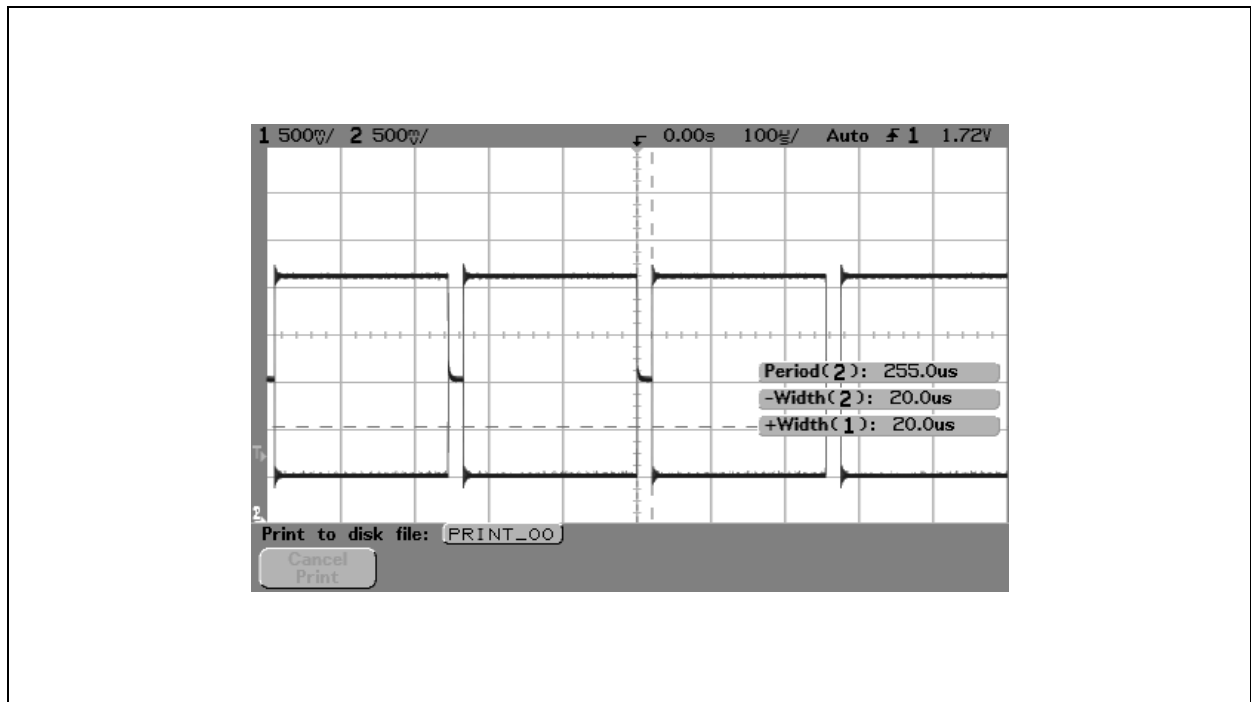 1 500mV/ 2 500mV/ 0.00s 100us/ Auto 1 1.72V
Period(2): 255.0us
-Width(2): 20.0us
+Width(1): 20.0us
T
2
Print to disk file: PRINT_00
Cancel
Print